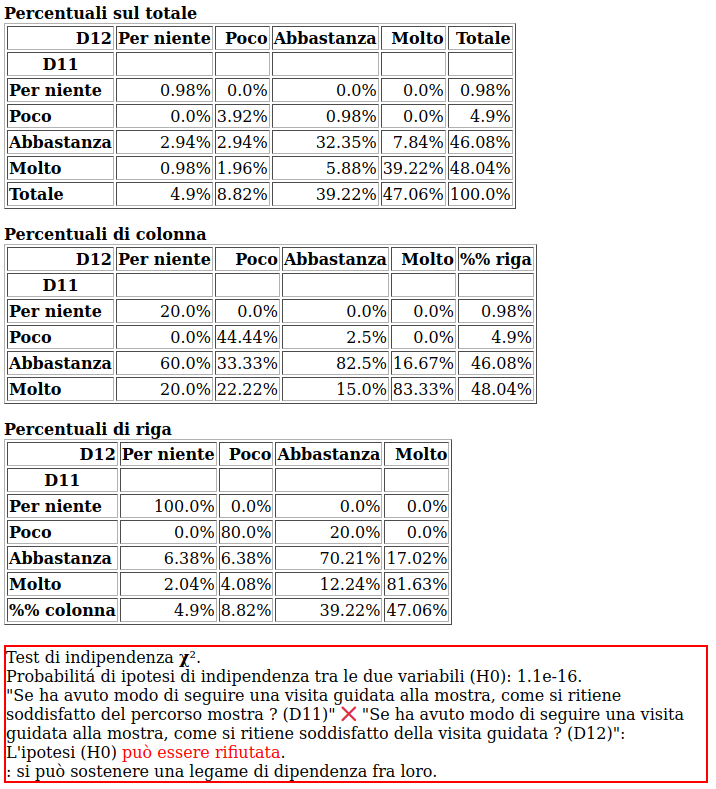 Percentuali sul totale
D12 Per niente Poco Abbastanza Molto Totale
D11
Per niente 0.98% 0.0% 0.0% 0.0% 0.98%
Poco 0.0% 3.92% 0.98% 0.0% 4.9%
Abbastanza 2.94% 2.94% 32.35% 7.84% 46.08%
Molto 0.98% 1.96% 5.88% 39.22% 48.04%
Totale 4.9% 8.82% 39.22% 47.06% 100.0%
Percentuali di colonna
D12 Per niente Poco Abbastanza Molto %% riga
D11
Per niente 20.0% 0.0% 0.0% 0.0% 0.98%
Poco 0.0% 44.44% 2.5% 0.0% 4.9%
Abbastanza 60.0% 33.33% 82.5% 16.67% 46.08%
Molto 20.0% 22.22% 15.0% 83.33% 48.04%
Percentuali di riga
D12 Per niente Poco Abbastanza Molto
D11
Per niente 100.0% 0.0% 0.0% 0.0%
Poco 0.0% 80.0% 20.0% 0.0%
Abbastanza 6.38% 6.38% 70.21% 17.02%
Molto 2.04% 4.08% 12.24% 81.63%
%% colonna 4.9% 8.82% 39.22% 47.06%
Test di indipendenza χ².
Probabilitá di ipotesi di indipendenza tra le due variabili (H0): 1.1e-16.
"Se ha avuto modo di seguire una visita guidata alla mostra, come si ritiene
soddisfatto del percorso mostra ? (D11)" ❌ "Se ha avuto modo di seguire una visita
guidata alla mostra, come si ritiene soddisfatto della visita guidata ? (D12)":
L'ipotesi (H0) può essere rifiutata.
: si può sostenere una legame di dipendenza fra loro.